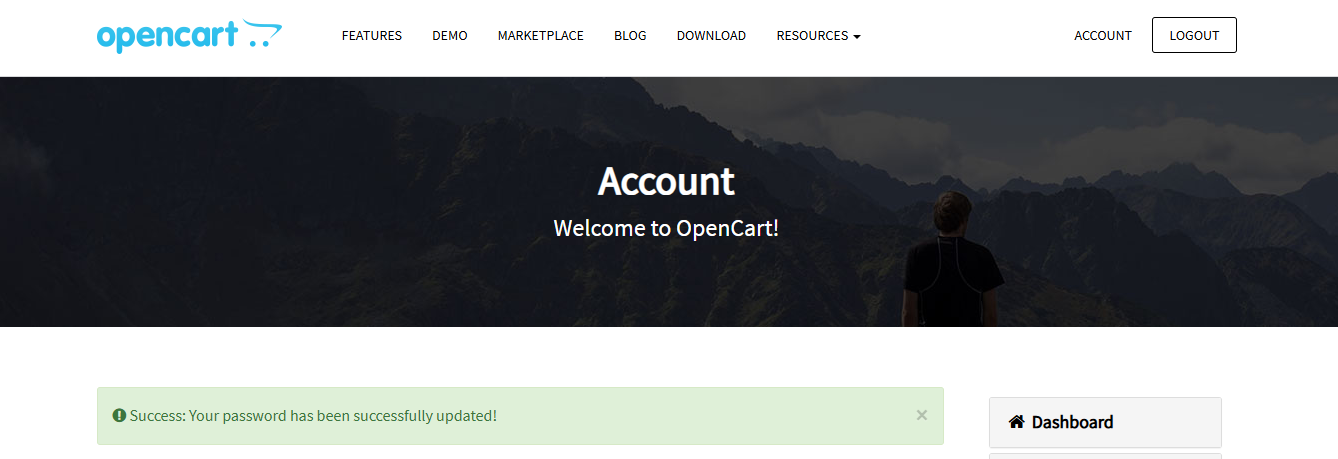 opencart
FEATURES DEMO MARKETPLACE BLOG DOWNLOAD RESOURCES ACCOUNT LOGOUT
Account
Welcome to OpenCart!
Success: Your password has been successfully updated! ×
Dashboard